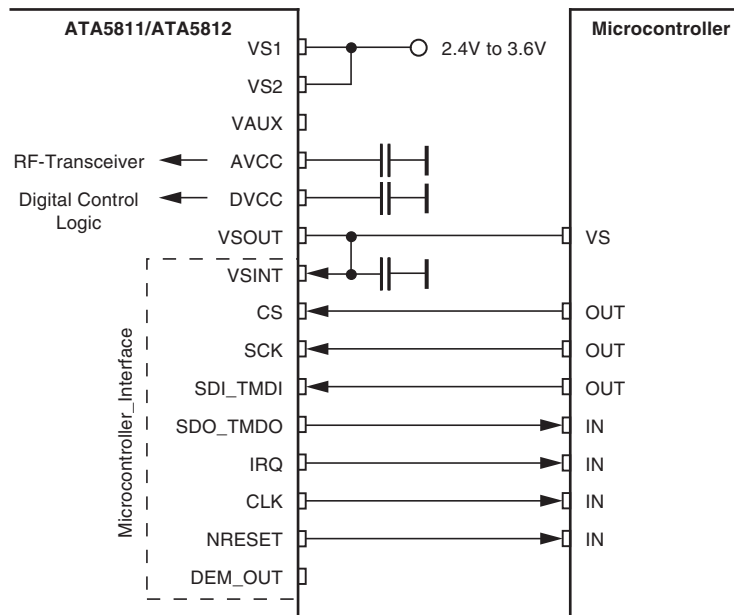 ATA5811/ATA5812
Microcontroller
VS1
2.4V to 3.6V
VS2
VAUX
RF-Transceiver
AVCC
Digital Control
Logic
DVCC
VSOUT
VS
VSINT
CS
OUT
SCK
OUT
SDI_TMDI
OUT
SDO_TMDO
IN
IRQ
IN
CLK
IN
NRESET
IN
DEM_OUT
Microcontroller_Interface